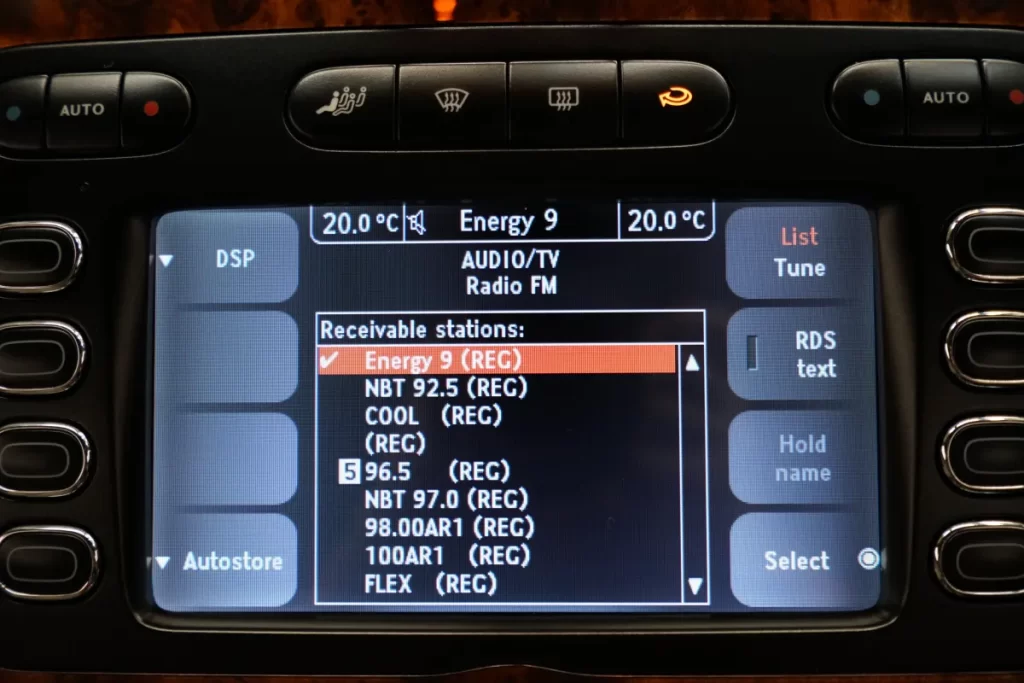 AUTO
AUTO
20.0 °C
Energy 9
20.0 °C
AUDIO/TV
Radio FM
DSP
Autostore
Receivable stations:
Energy 9 (REG)
NBT 92.5 (REG)
COOL (REG)
(REG)
5 96.5 (REG)
NBT 97.0 (REG)
98.00AR1 (REG)
100AR1 (REG)
FLEX (REG)
List
Tune
RDS
text
Hold
name
Select